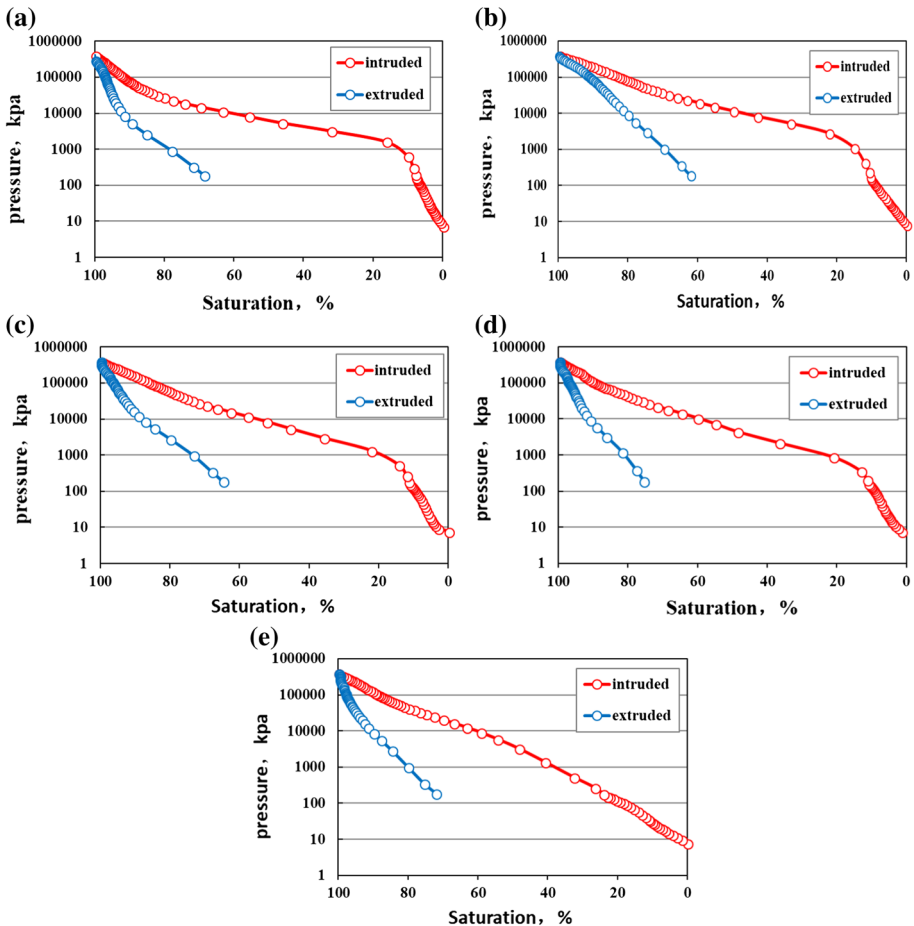 (a)
1000000
100000
10000
1000
100
10
1
pressure, kpa
intruded
extruded
100 80 60 40 20 0
Saturation, %
(b)
1000000
100000
10000
1000
100
10
1
pressure, kpa
intruded
extruded
100 80 60 40 20 0
Saturation, %
(c)
1000000
100000
10000
1000
100
10
1
pressure, kpa
intruded
extruded
100 80 60 40 20 0
Saturation, %
(d)
1000000
100000
10000
1000
100
10
1
pressure, kpa
intruded
extruded
100 80 60 40 20 0
Saturation, %
(e)
1000000
100000
10000
1000
100
10
1
pressure, kpa
intruded
extruded
100 80 60 40 20 0
Saturation, %